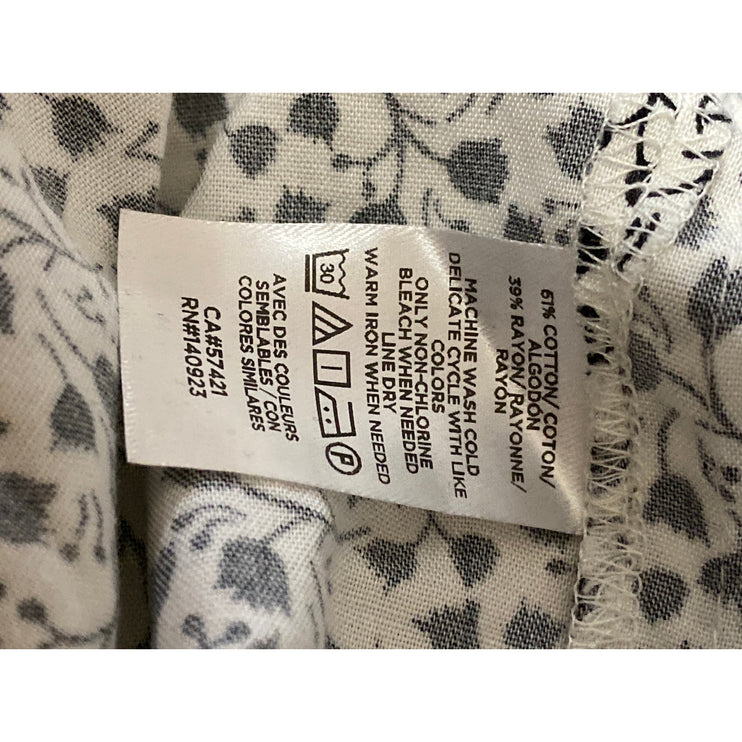 61% COTTON/ COTON/
ALGODÓN
39% RAYON/ RAYONNE/
RAYON
MACHINE WASH COLD
DELICATE CYCLE WITH LIKE
COLORS
ONLY NON-CHLORINE
BLEACH WHEN NEEDED
LINE DRY
WARM IRON WHEN NEEDED
30
P
AVEC DES COULEURS
SEMBLABLES / CON
COLORES SIMILARES
CA#57421
RN#140923